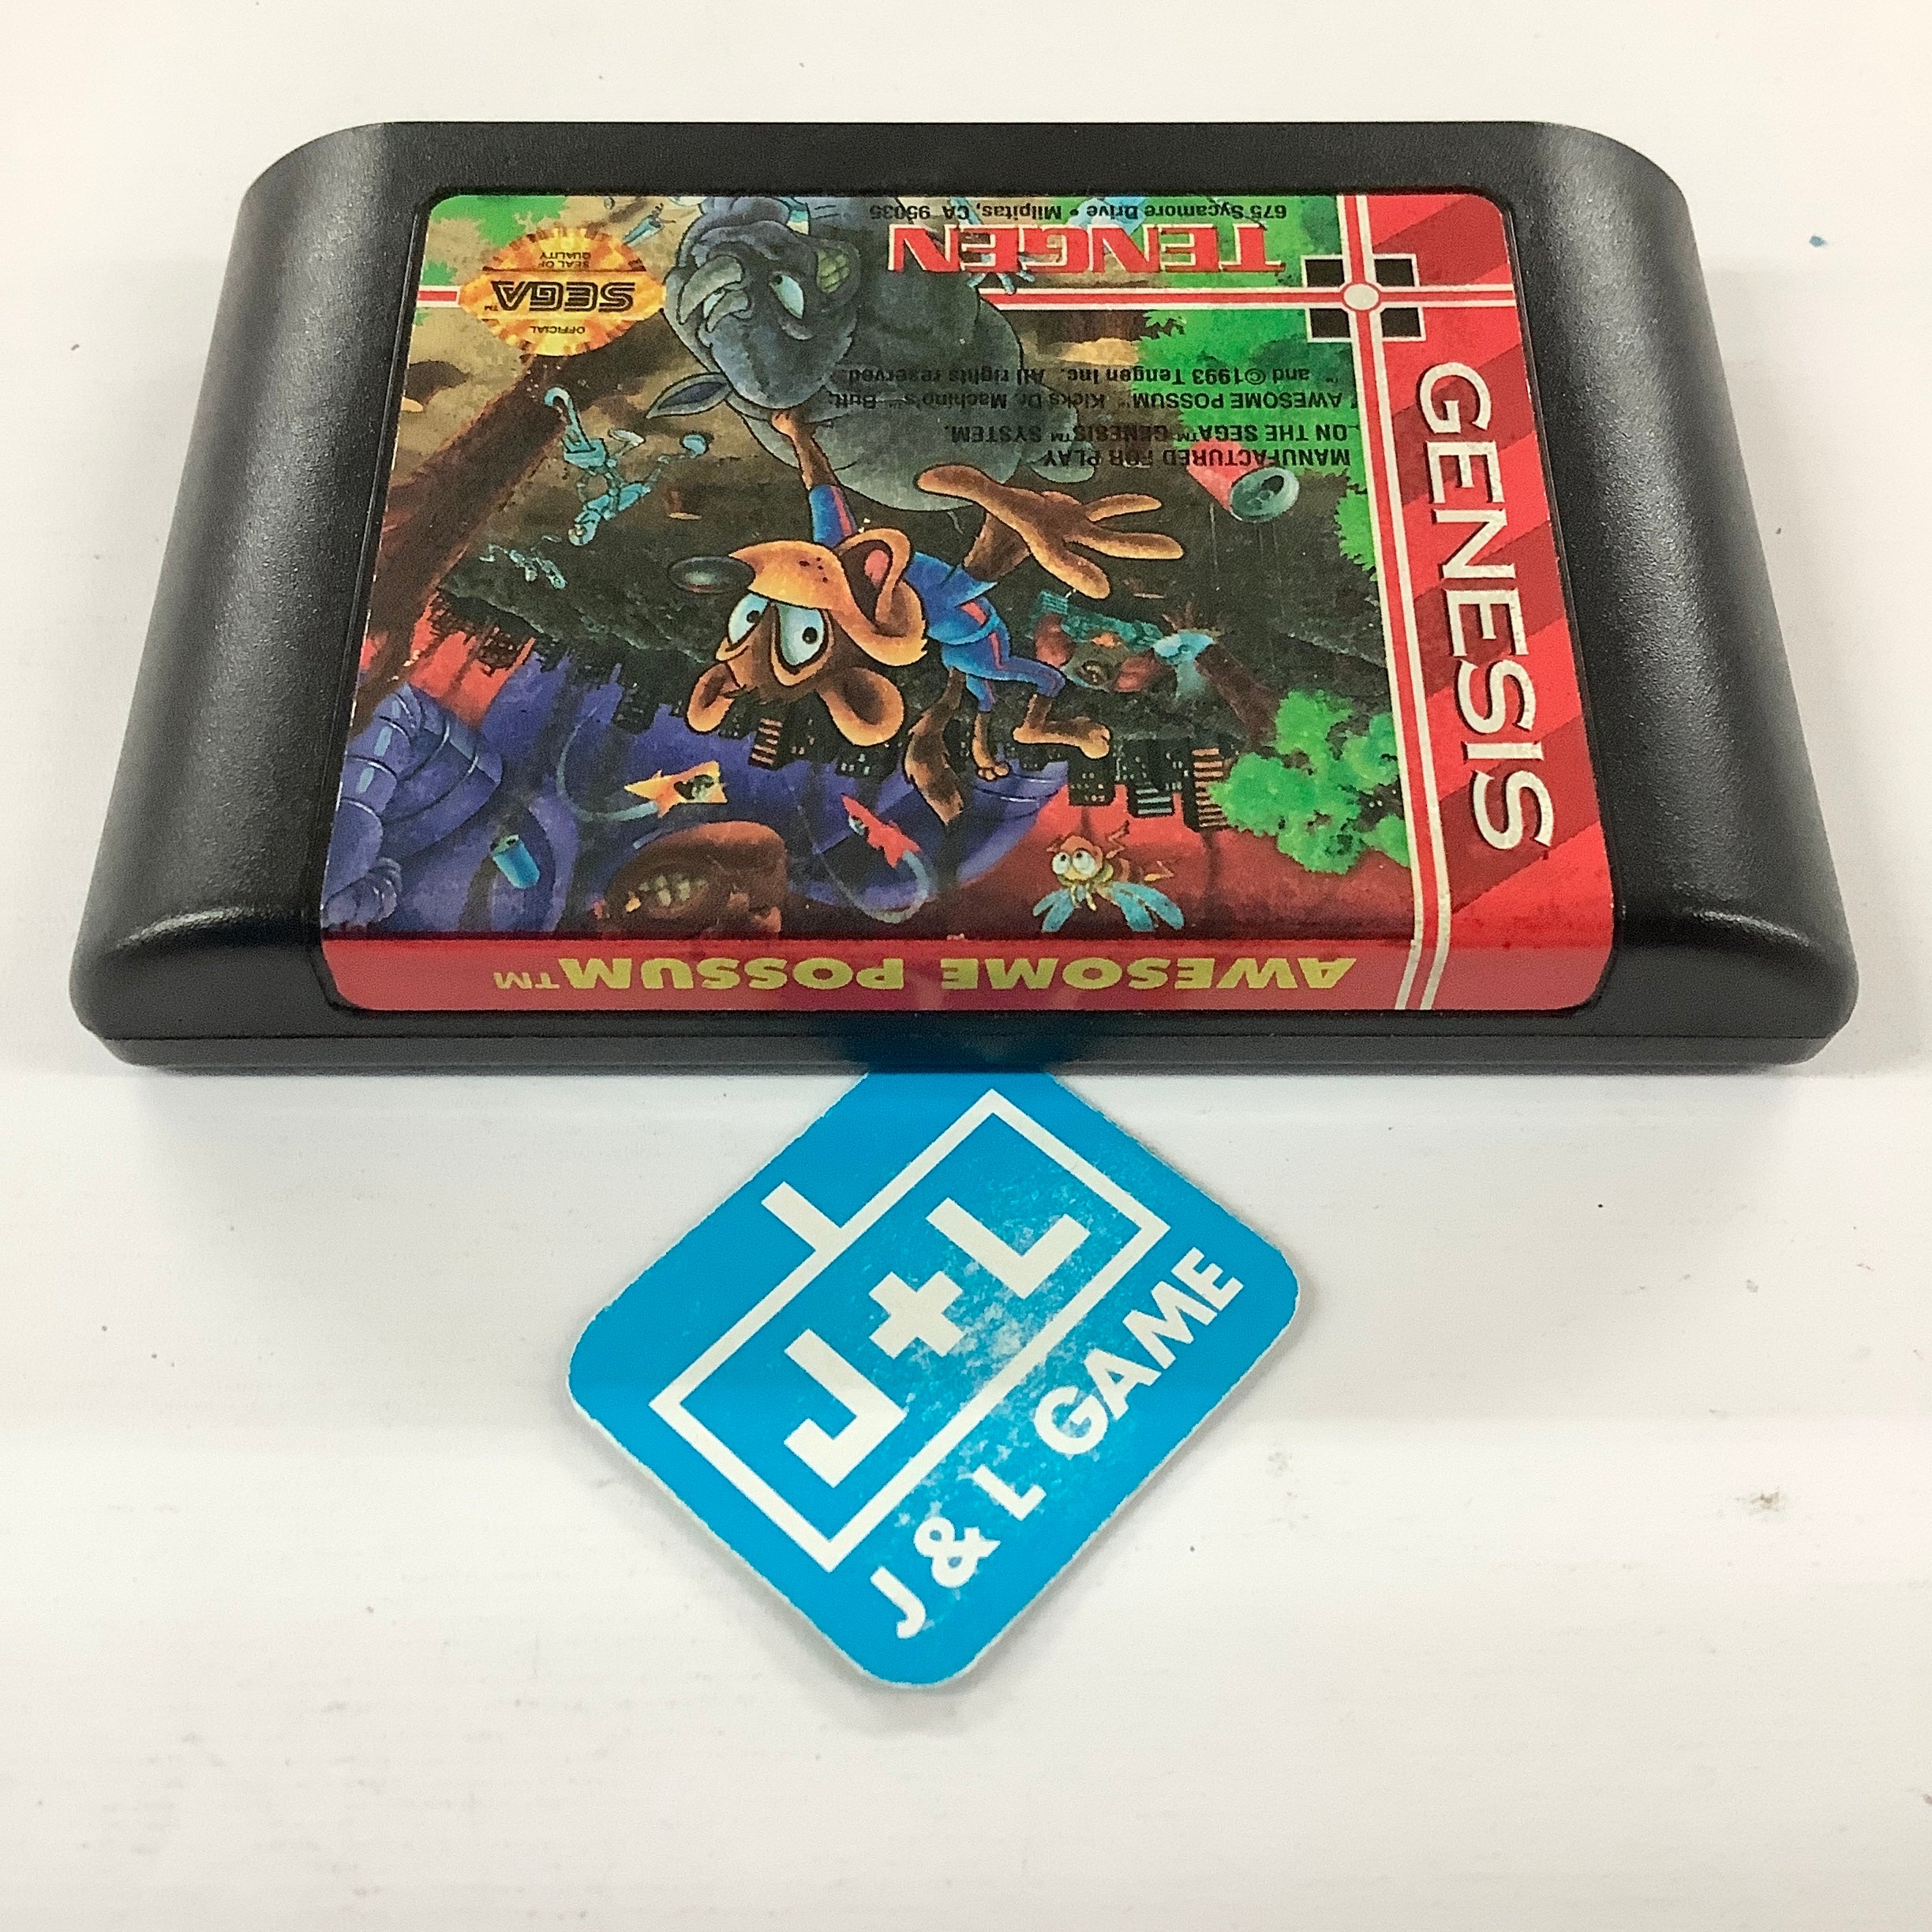 675 Sycamore Drive • Milpitas, CA 95035
TENGEN
OFFICIAL
SEGA™
SEAL OF
QUALITY
MANUFACTURED FOR PLAY
ON THE SEGA™ GENESIS™ SYSTEM.
AWESOME POSSUM™ Kicks Dr. Machino's™ Butt.
™ and ©1993 Tengen Inc. All rights reserved.
GENESIS
AWESOME POSSUM™
J+L
J & L GAME